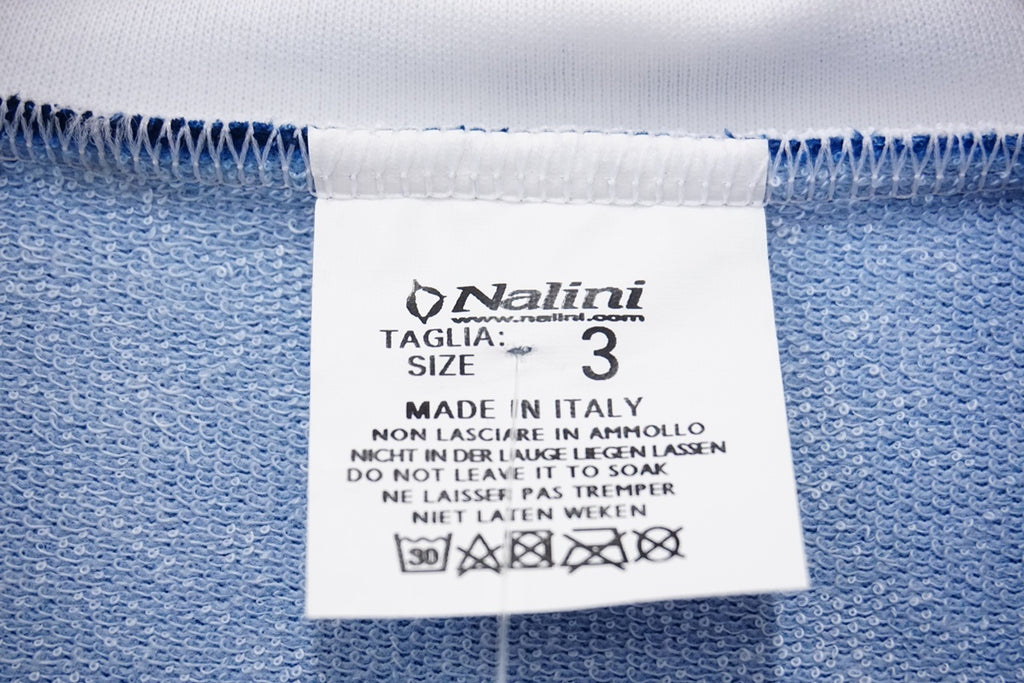 Nalini
www.nalini.com
TAGLIA: 3
SIZE
MADE IN ITALY
NON LASCIARE IN AMMOLLO
NICHT IN DER LAUGE LIEGEN LASSEN
DO NOT LEAVE IT TO SOAK
NE LAISSER PAS TREMPER
NIET LATEN WEKEN
30